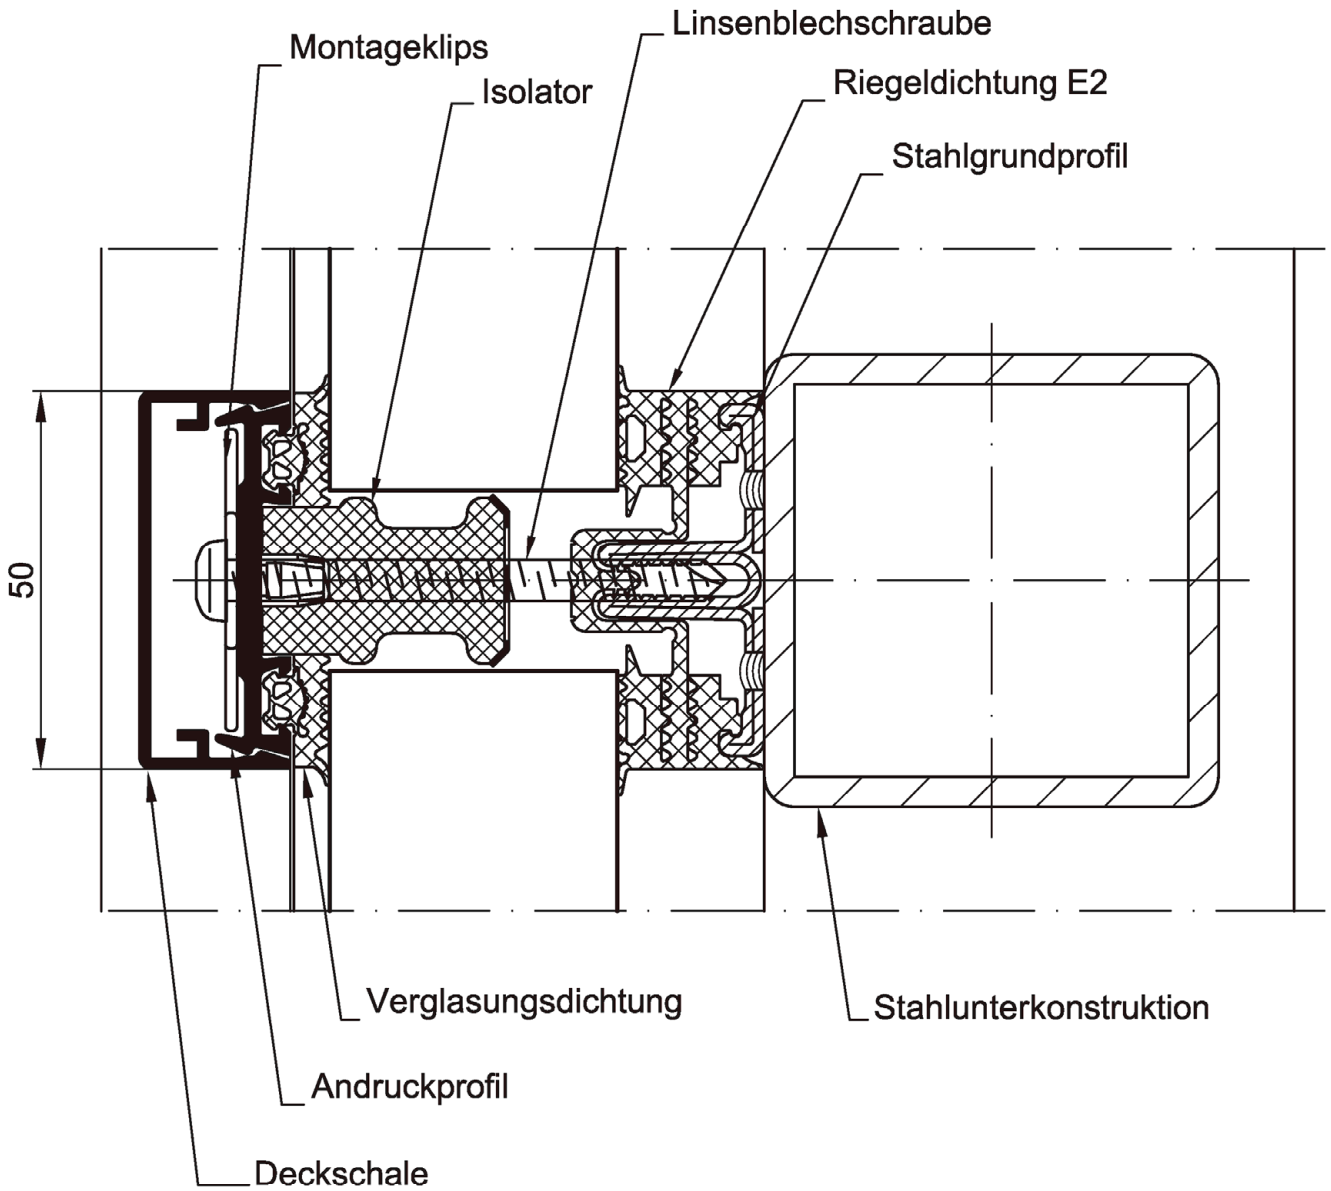 Linsenblechschraube
Montageklips
Isolator
Riegeldichtung E2
Stahlgrundprofil
50
Verglasungsdichtung
Stahlunterkonstruktion
Andruckprofil
Deckschale